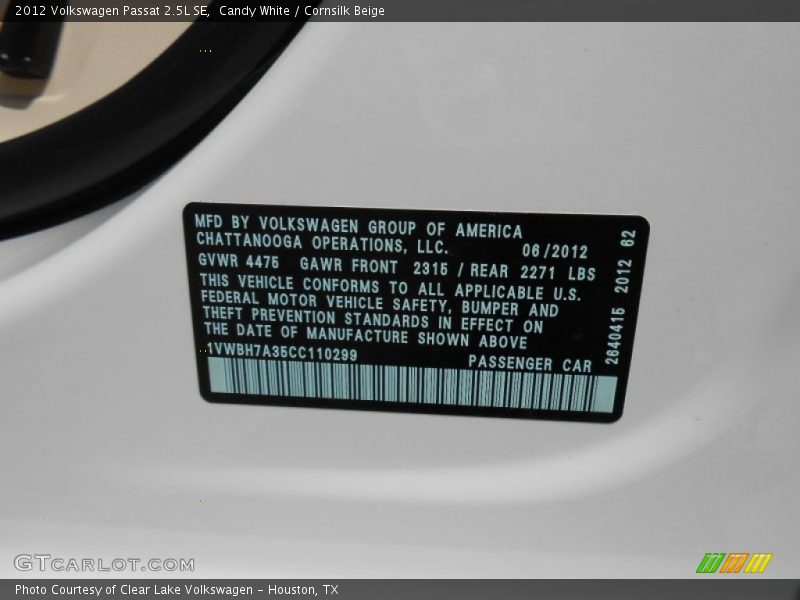 2012 Volkswagen Passat 2.5L SE,  Candy White / Cornsilk Beige
MFD BY VOLKSWAGEN GROUP OF AMERICA
CHATTANOOGA OPERATIONS, LLC. 06/2012
GVWR 4475 GAWR FRONT 2315 / REAR 2271 LBS
THIS VEHICLE CONFORMS TO ALL APPLICABLE U.S.
FEDERAL MOTOR VEHICLE SAFETY, BUMPER AND
THEFT PREVENTION STANDARDS IN EFFECT ON
THE DATE OF MANUFACTURE SHOWN ABOVE
1VWBH7A35CC110299 PASSENGER CAR
2640415 2012 62
GTCARLOT.COM
Photo Courtesy of Clear Lake Volkswagen - Houston, TX